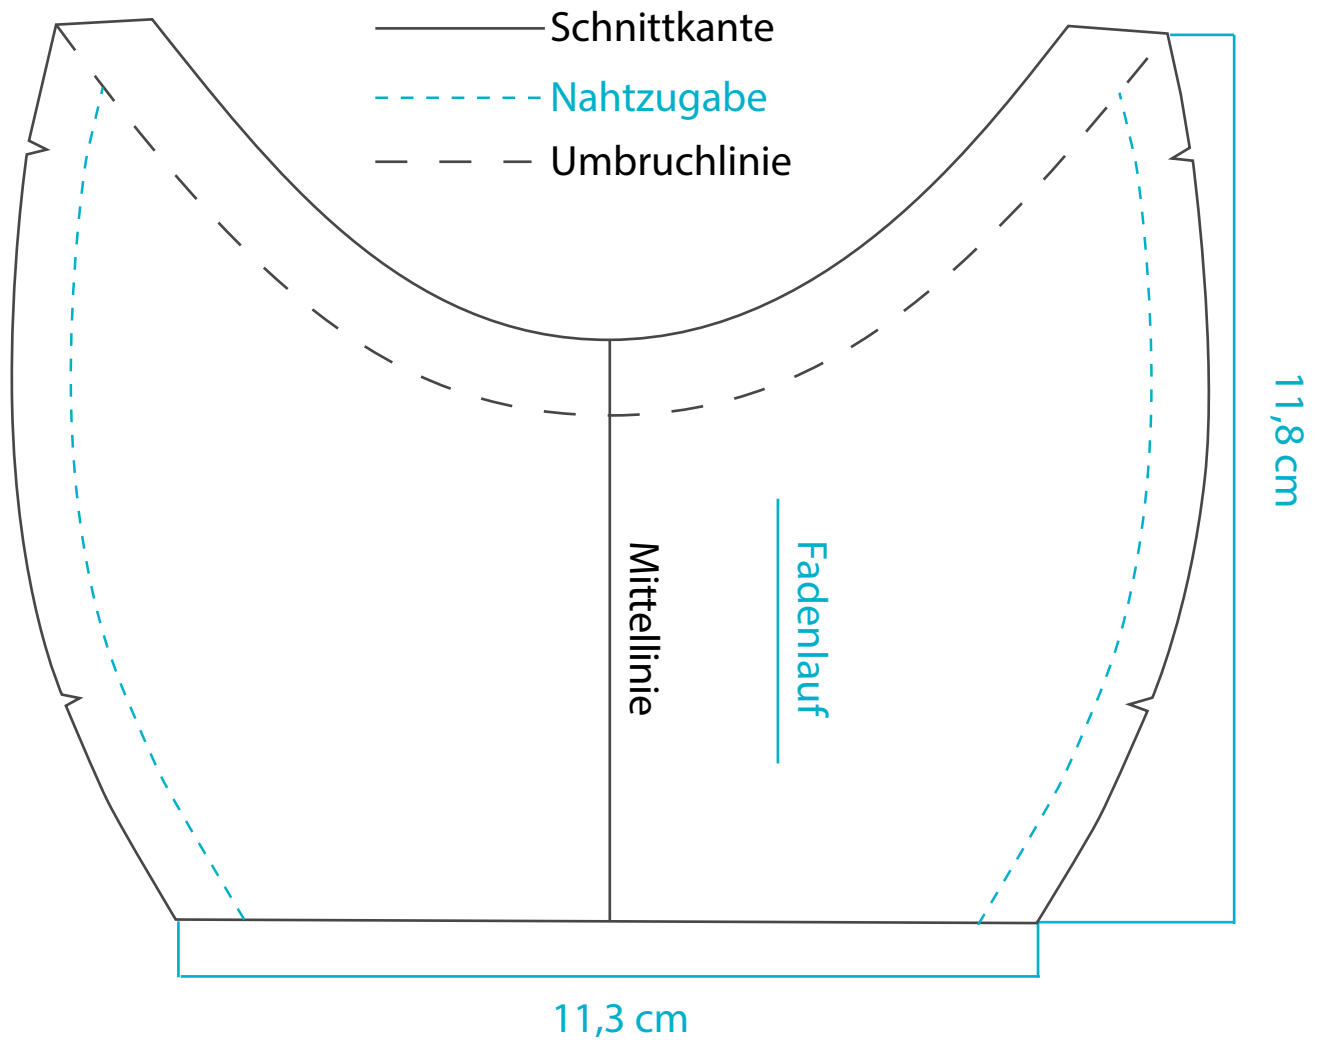 Schnittkante
Nahtzugabe
Umbruchlinie
11,8 cm
Mittellinie
Fadenlauf
11,3 cm